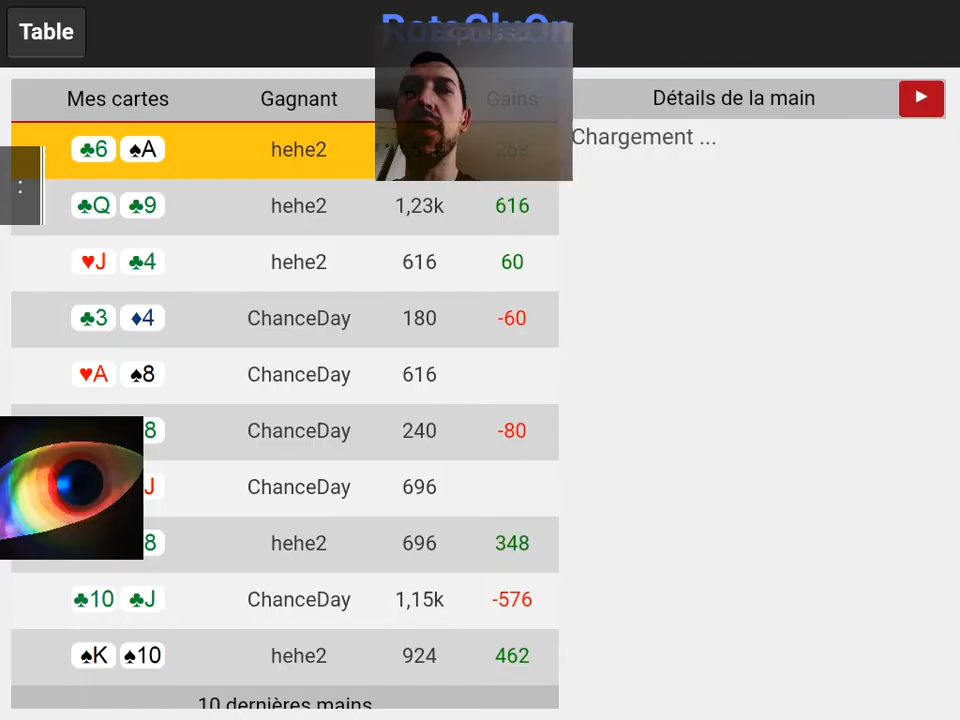 Table
Mes cartes Gagnant Gains Détails de la main
♣6 ♠A hehe2 268 Chargement ...
:
♣Q ♣9 hehe2 1,23k 616
♥J ♣4 hehe2 616 60
♣3 ♦4 ChanceDay 180 -60
♥A ♠8 ChanceDay 616
8 ChanceDay 240 -80
J ChanceDay 696
8 hehe2 696 348
♣10 ♣J ChanceDay 1,15k -576
♠K ♠10 hehe2 924 462
10 dernières mains